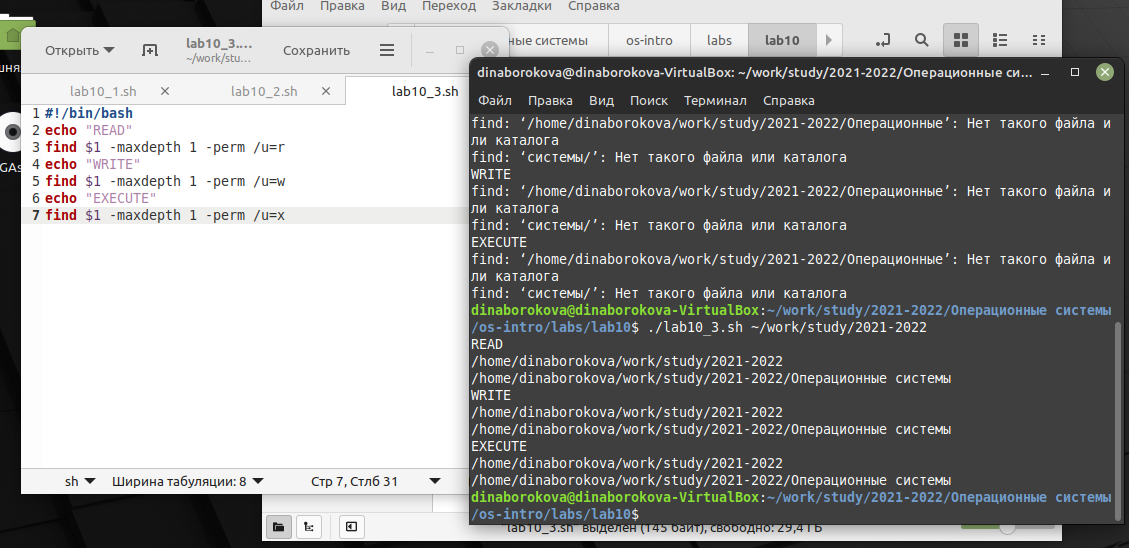 Файл Правка Вид Переход Закладки Справка
Открыть
lab10_3....
~/work/stu...
Сохранить
ные системы
os-intro
labs
lab10
lab10_1.sh
lab10_2.sh
lab10_3.sh
1 #!/bin/bash
2 echo "READ"
3 find $1 -maxdepth 1 -perm /u=r
4 echo "WRITE"
5 find $1 -maxdepth 1 -perm /u=w
6 echo "EXECUTE"
7 find $1 -maxdepth 1 -perm /u=x
sh
Ширина табуляции: 8
Стр 7, Стлб 31
dinaborokova@dinaborokova-VirtualBox: ~/work/study/2021-2022/Операционные си...
Файл Правка Вид Поиск Терминал Справка
find: ‘/home/dinaborokova/work/study/2021-2022/Операционные’: Нет такого файла и
ли каталога
find: ‘системы/’: Нет такого файла или каталога
WRITE
find: ‘/home/dinaborokova/work/study/2021-2022/Операционные’: Нет такого файла и
ли каталога
find: ‘системы/’: Нет такого файла или каталога
EXECUTE
find: ‘/home/dinaborokova/work/study/2021-2022/Операционные’: Нет такого файла и
ли каталога
find: ‘системы/’: Нет такого файла или каталога
dinaborokova@dinaborokova-VirtualBox:~/work/study/2021-2022/Операционные системы
/os-intro/labs/lab10$ ./lab10_3.sh ~/work/study/2021-2022
READ
/home/dinaborokova/work/study/2021-2022
/home/dinaborokova/work/study/2021-2022/Операционные системы
WRITE
/home/dinaborokova/work/study/2021-2022
/home/dinaborokova/work/study/2021-2022/Операционные системы
EXECUTE
/home/dinaborokova/work/study/2021-2022
/home/dinaborokova/work/study/2021-2022/Операционные системы
dinaborokova@dinaborokova-VirtualBox:~/work/study/2021-2022/Операционные системы
/os-intro/labs/lab10$
"lab10_3.sh" выделен (145 байт), свободно: 29,4 ГБ